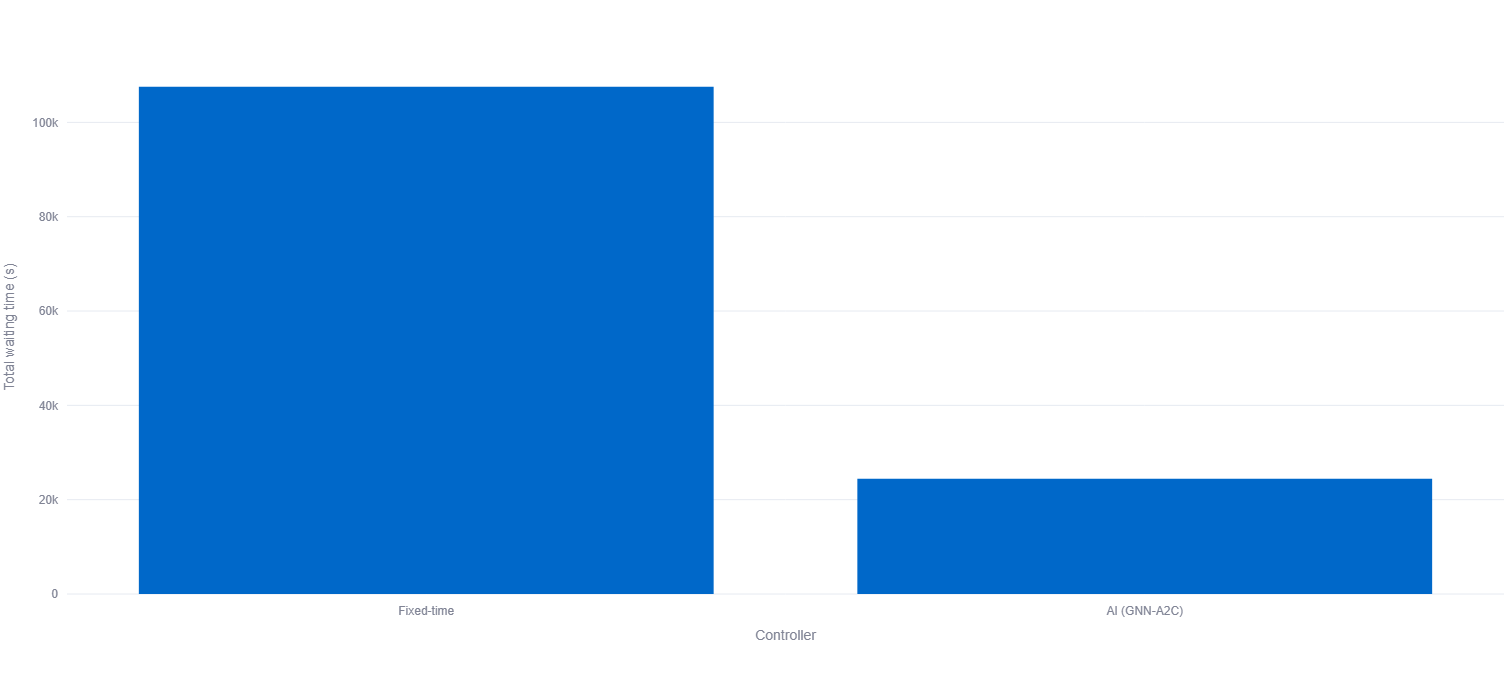 100k
80k
60k
40k
20k
0
Total waiting time (s)
Fixed-time
AI (GNN-A2C)
Controller